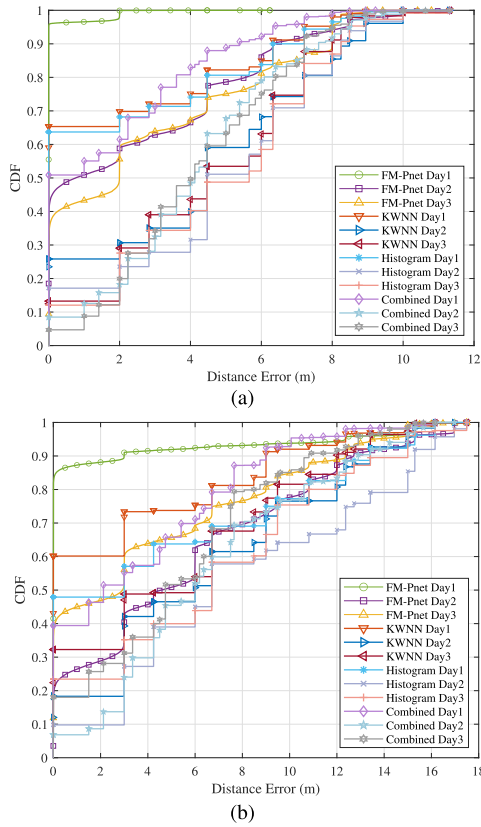 1
0.9
0.8
0.7
0.6
0.5
0.4
0.3
0.2
0.1
0
CDF
FM-Pnet Day1
FM-Pnet Day2
FM-Pnet Day3
KWNN Day1
KWNN Day2
KWNN Day3
Histogram Day1
Histogram Day2
Histogram Day3
Combined Day1
Combined Day2
Combined Day3
0 2 4 6 8 10 12
Distance Error (m)
(a)
1
0.9
0.8
0.7
0.6
0.5
0.4
0.3
0.2
0.1
0
CDF
FM-Pnet Day1
FM-Pnet Day2
FM-Pnet Day3
KWNN Day1
KWNN Day2
KWNN Day3
Histogram Day1
Histogram Day2
Histogram Day3
Combined Day1
Combined Day2
Combined Day3
0 2 4 6 8 10 12 14 16 18
Distance Error (m)
(b)